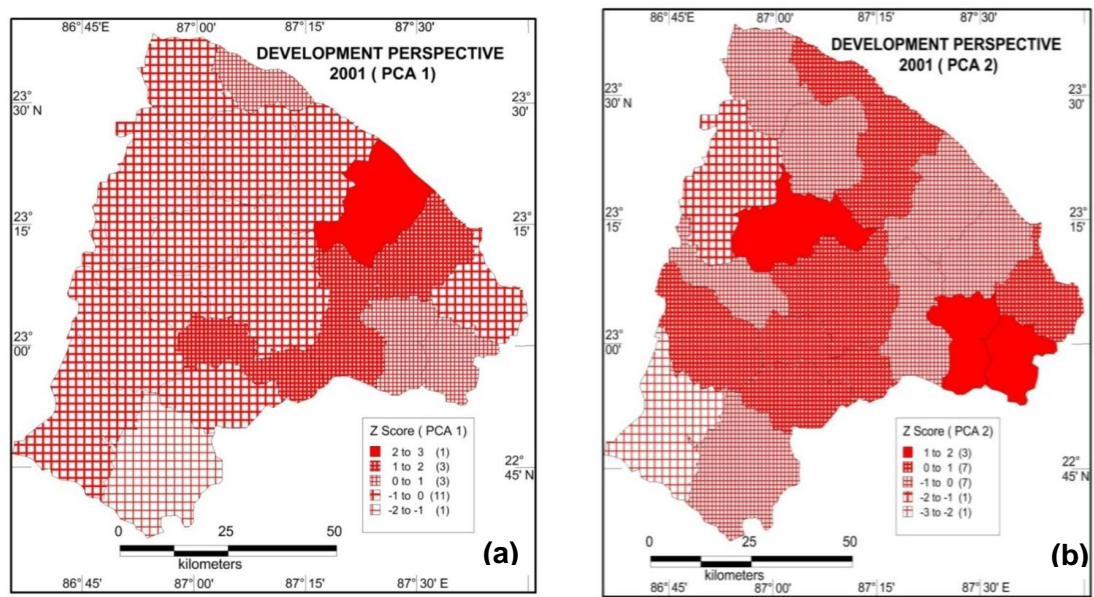 86° 45'E 87° 00' 87° 15' 87° 30'
DEVELOPMENT PERSPECTIVE
2001 ( PCA 1)
23°
30' N
23°
30'
23°
15'
23°
15'
23°
00'
23°
00'
22°
45' N
Z Score ( PCA 1)
2 to 3 (1)
1 to 2 (3)
0 to 1 (3)
-1 to 0 (11)
-2 to -1 (1)
0 25 50
kilometers
(a)
86° 45' 87° 00' 87° 15' 87° 30' E
86° 45'E 87° 00' 87° 15' 87° 30'
DEVELOPMENT PERSPECTIVE
2001 ( PCA 2)
23°
30' N
23°
30'
23°
15'
23°
15'
23°
00'
23°
00'
22°
45' N
Z Score ( PCA 2)
1 to 2 (3)
0 to 1 (7)
-1 to 0 (7)
-2 to -1 (1)
-3 to -2 (1)
0 25 50
kilometers
(b)
86° 45' 87° 00' 87° 15' 87° 30' E